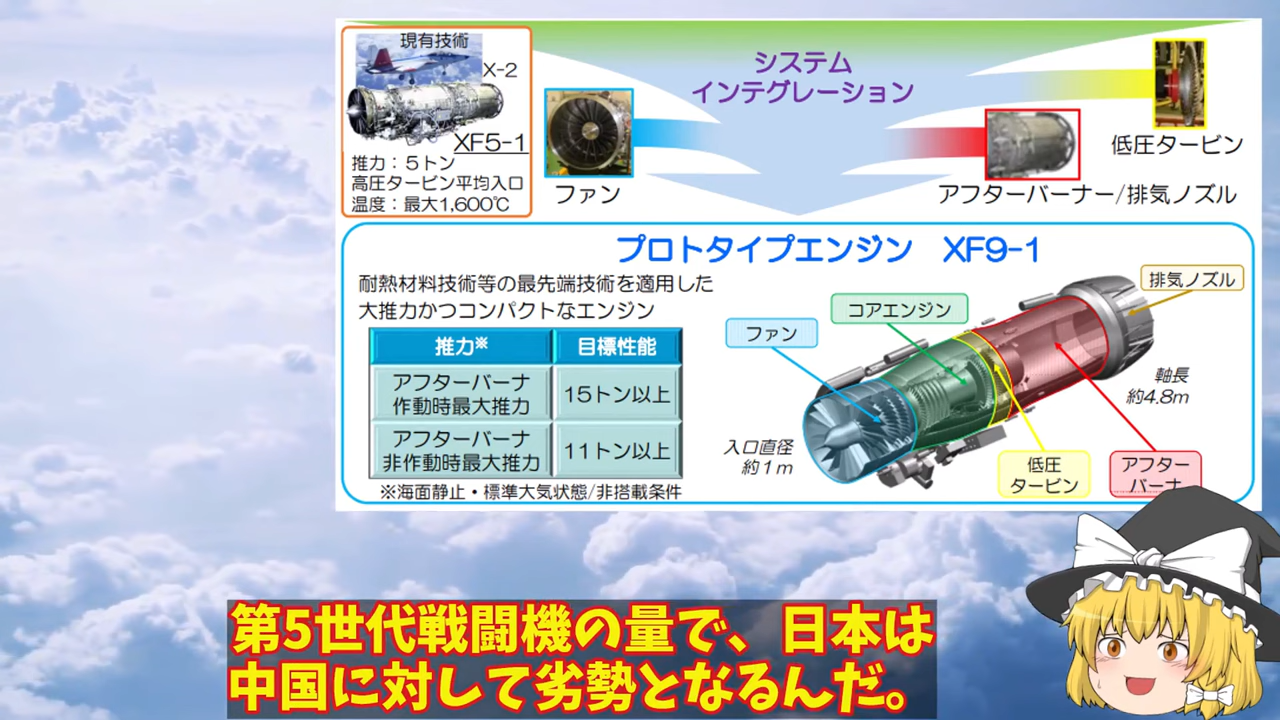 現有技術
X-2
XF5-1
推力：5トン
高圧タービン平均入口
温度：最大1,600℃
システム
インテグレーション
ファン
低圧タービン
アフターバーナー/排気ノズル
プロトタイプエンジン XF9-1
耐熱材料技術等の最先端技術を適用した
大推力かつコンパクトなエンジン
推力※ 目標性能
アフターバーナ
作動時最大推力
15トン以上
アフターバーナ
非作動時最大推力
11トン以上
※海面静止・標準大気状態/非搭載条件
ファン
コアエンジン
排気ノズル
入口直径
約1m
軸長
約4.8m
低圧
タービン
アフター
バーナ
第5世代戦闘機の量で、日本は
中国に対して劣勢となるんだ。